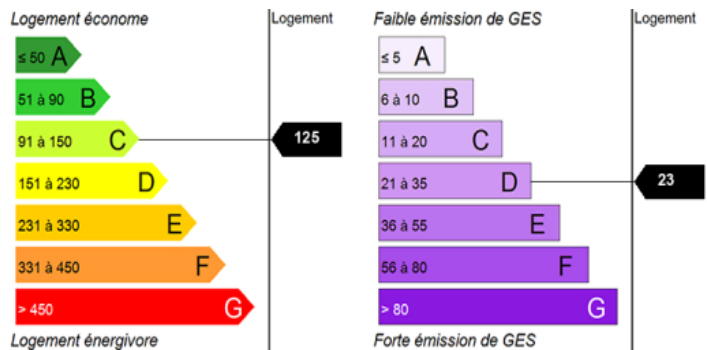 Logement économe
Logement
≤ 50 A
51 à 90 B
91 à 150 C
125
151 à 230 D
231 à 330 E
331 à 450 F
> 450 G
Logement énergivore
Faible émission de GES
Logement
≤ 5 A
6 à 10 B
11 à 20 C
21 à 35 D
23
36 à 55 E
56 à 80 F
> 80 G
Forte émission de GES